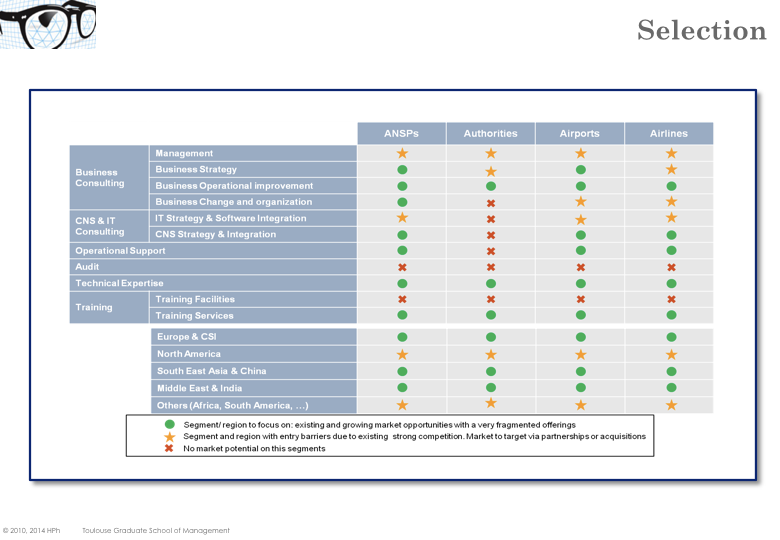 Selection
ANSPs Authorities Airports Airlines
Business Consulting
Management
Business Strategy
Business Operational improvement
Business Change and organization
CNS & IT Consulting
IT Strategy & Software Integration
CNS Strategy & Integration
Operational Support
Audit
Technical Expertise
Training
Training Facilities
Training Services
Europe & CSI
North America
South East Asia & China
Middle East & India
Others (Africa, South America, …)
Segment/ region to focus on: existing and growing market opportunities with a very fragmented offerings
Segment and region with entry barriers due to existing strong competition. Market to target via partnerships or acquisitions
No market potential on this segments
© 2010, 2014 HPh Toulouse Graduate School of Management